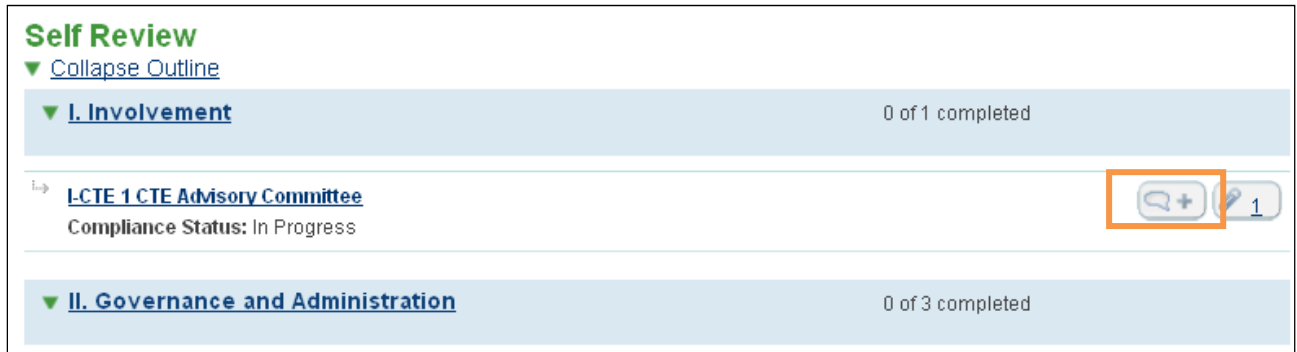 Self Review
Collapse Outline
I. Involvement 0 of 1 completed
I-CTE 1 CTE Advisory Committee
Compliance Status: In Progress
1
II. Governance and Administration 0 of 3 completed